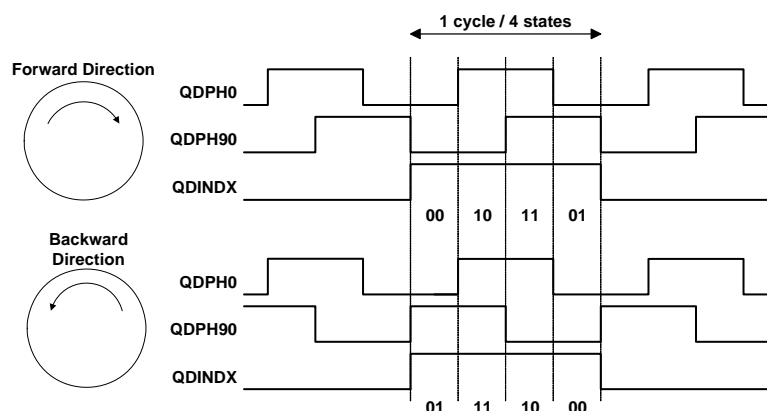 1 cycle / 4 states
Forward Direction
QDPH0
QDPH90
QDINDX
00 10 11 01
Backward
Direction
QDPH0
QDPH90
QDINDX
01 11 10 00